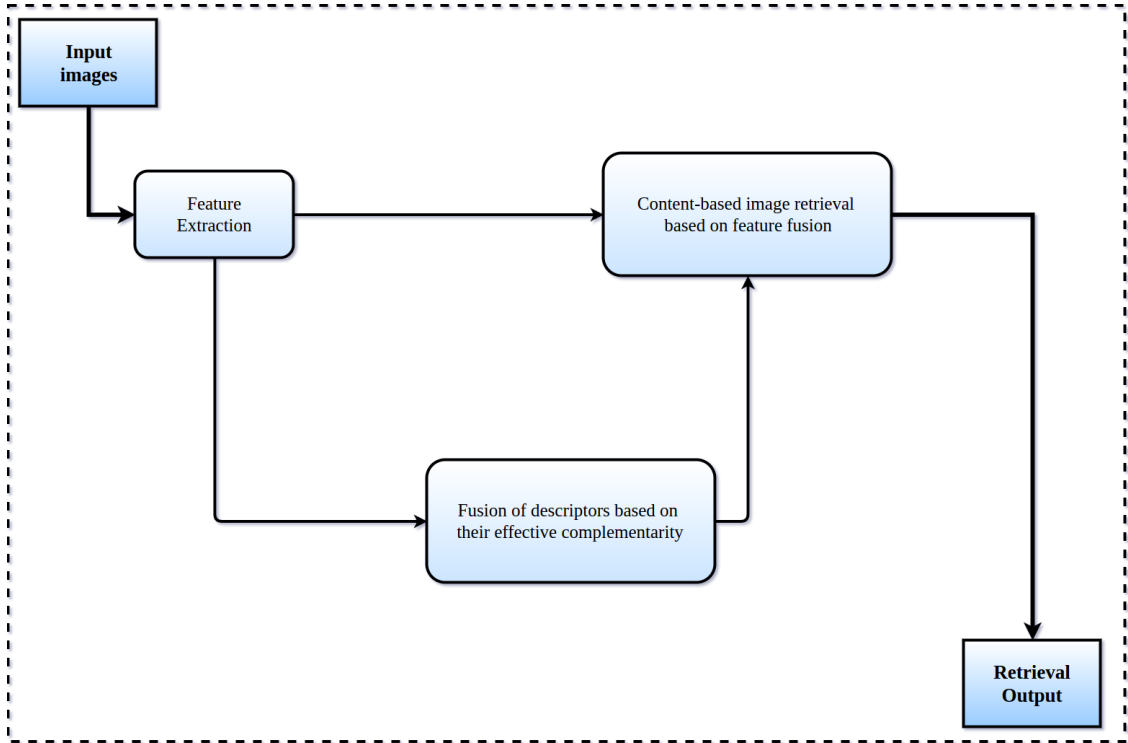 Input
images
Feature
Extraction
Content-based image retrieval
based on feature fusion
Fusion of descriptors based on
their effective complementarity
Retrieval
Output